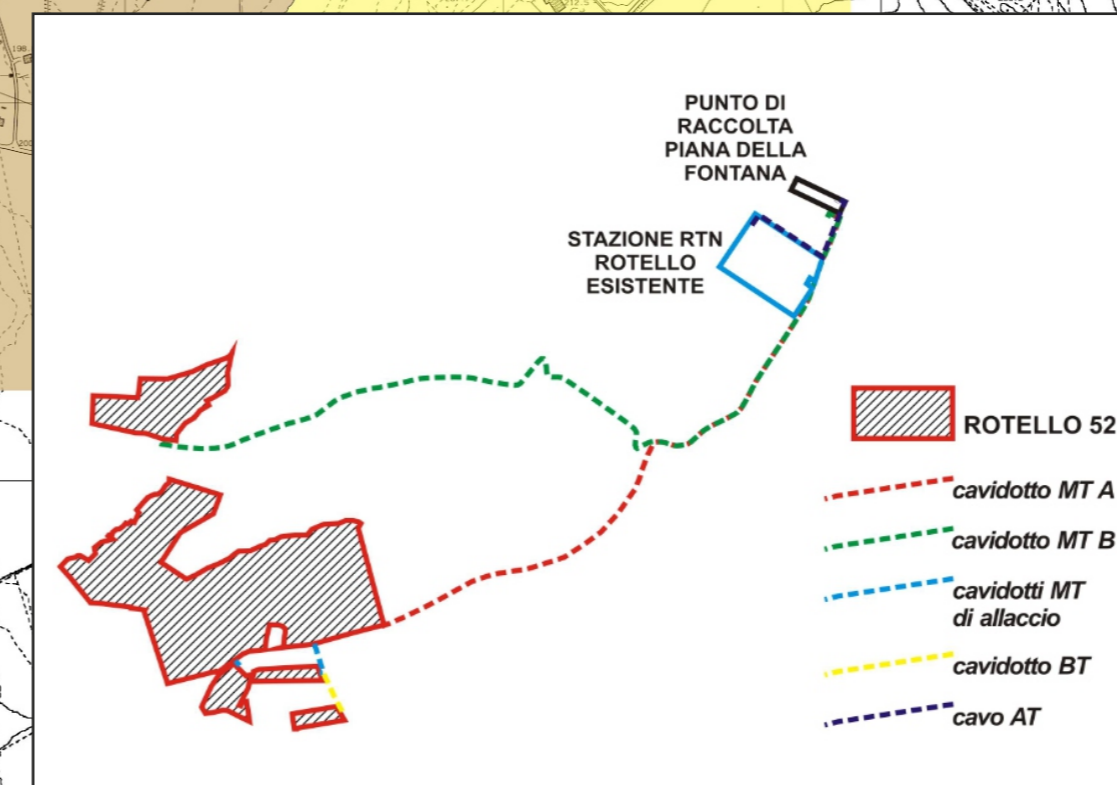 198
PUNTO DI
RACCOLTA
PIANA DELLA
FONTANA
STAZIONE RTN
ROTELLO
ESISTENTE
ROTELLO 52
cavidotto MT A
cavidotto MT B
cavidotti MT
di allaccio
cavidotto BT
cavo AT